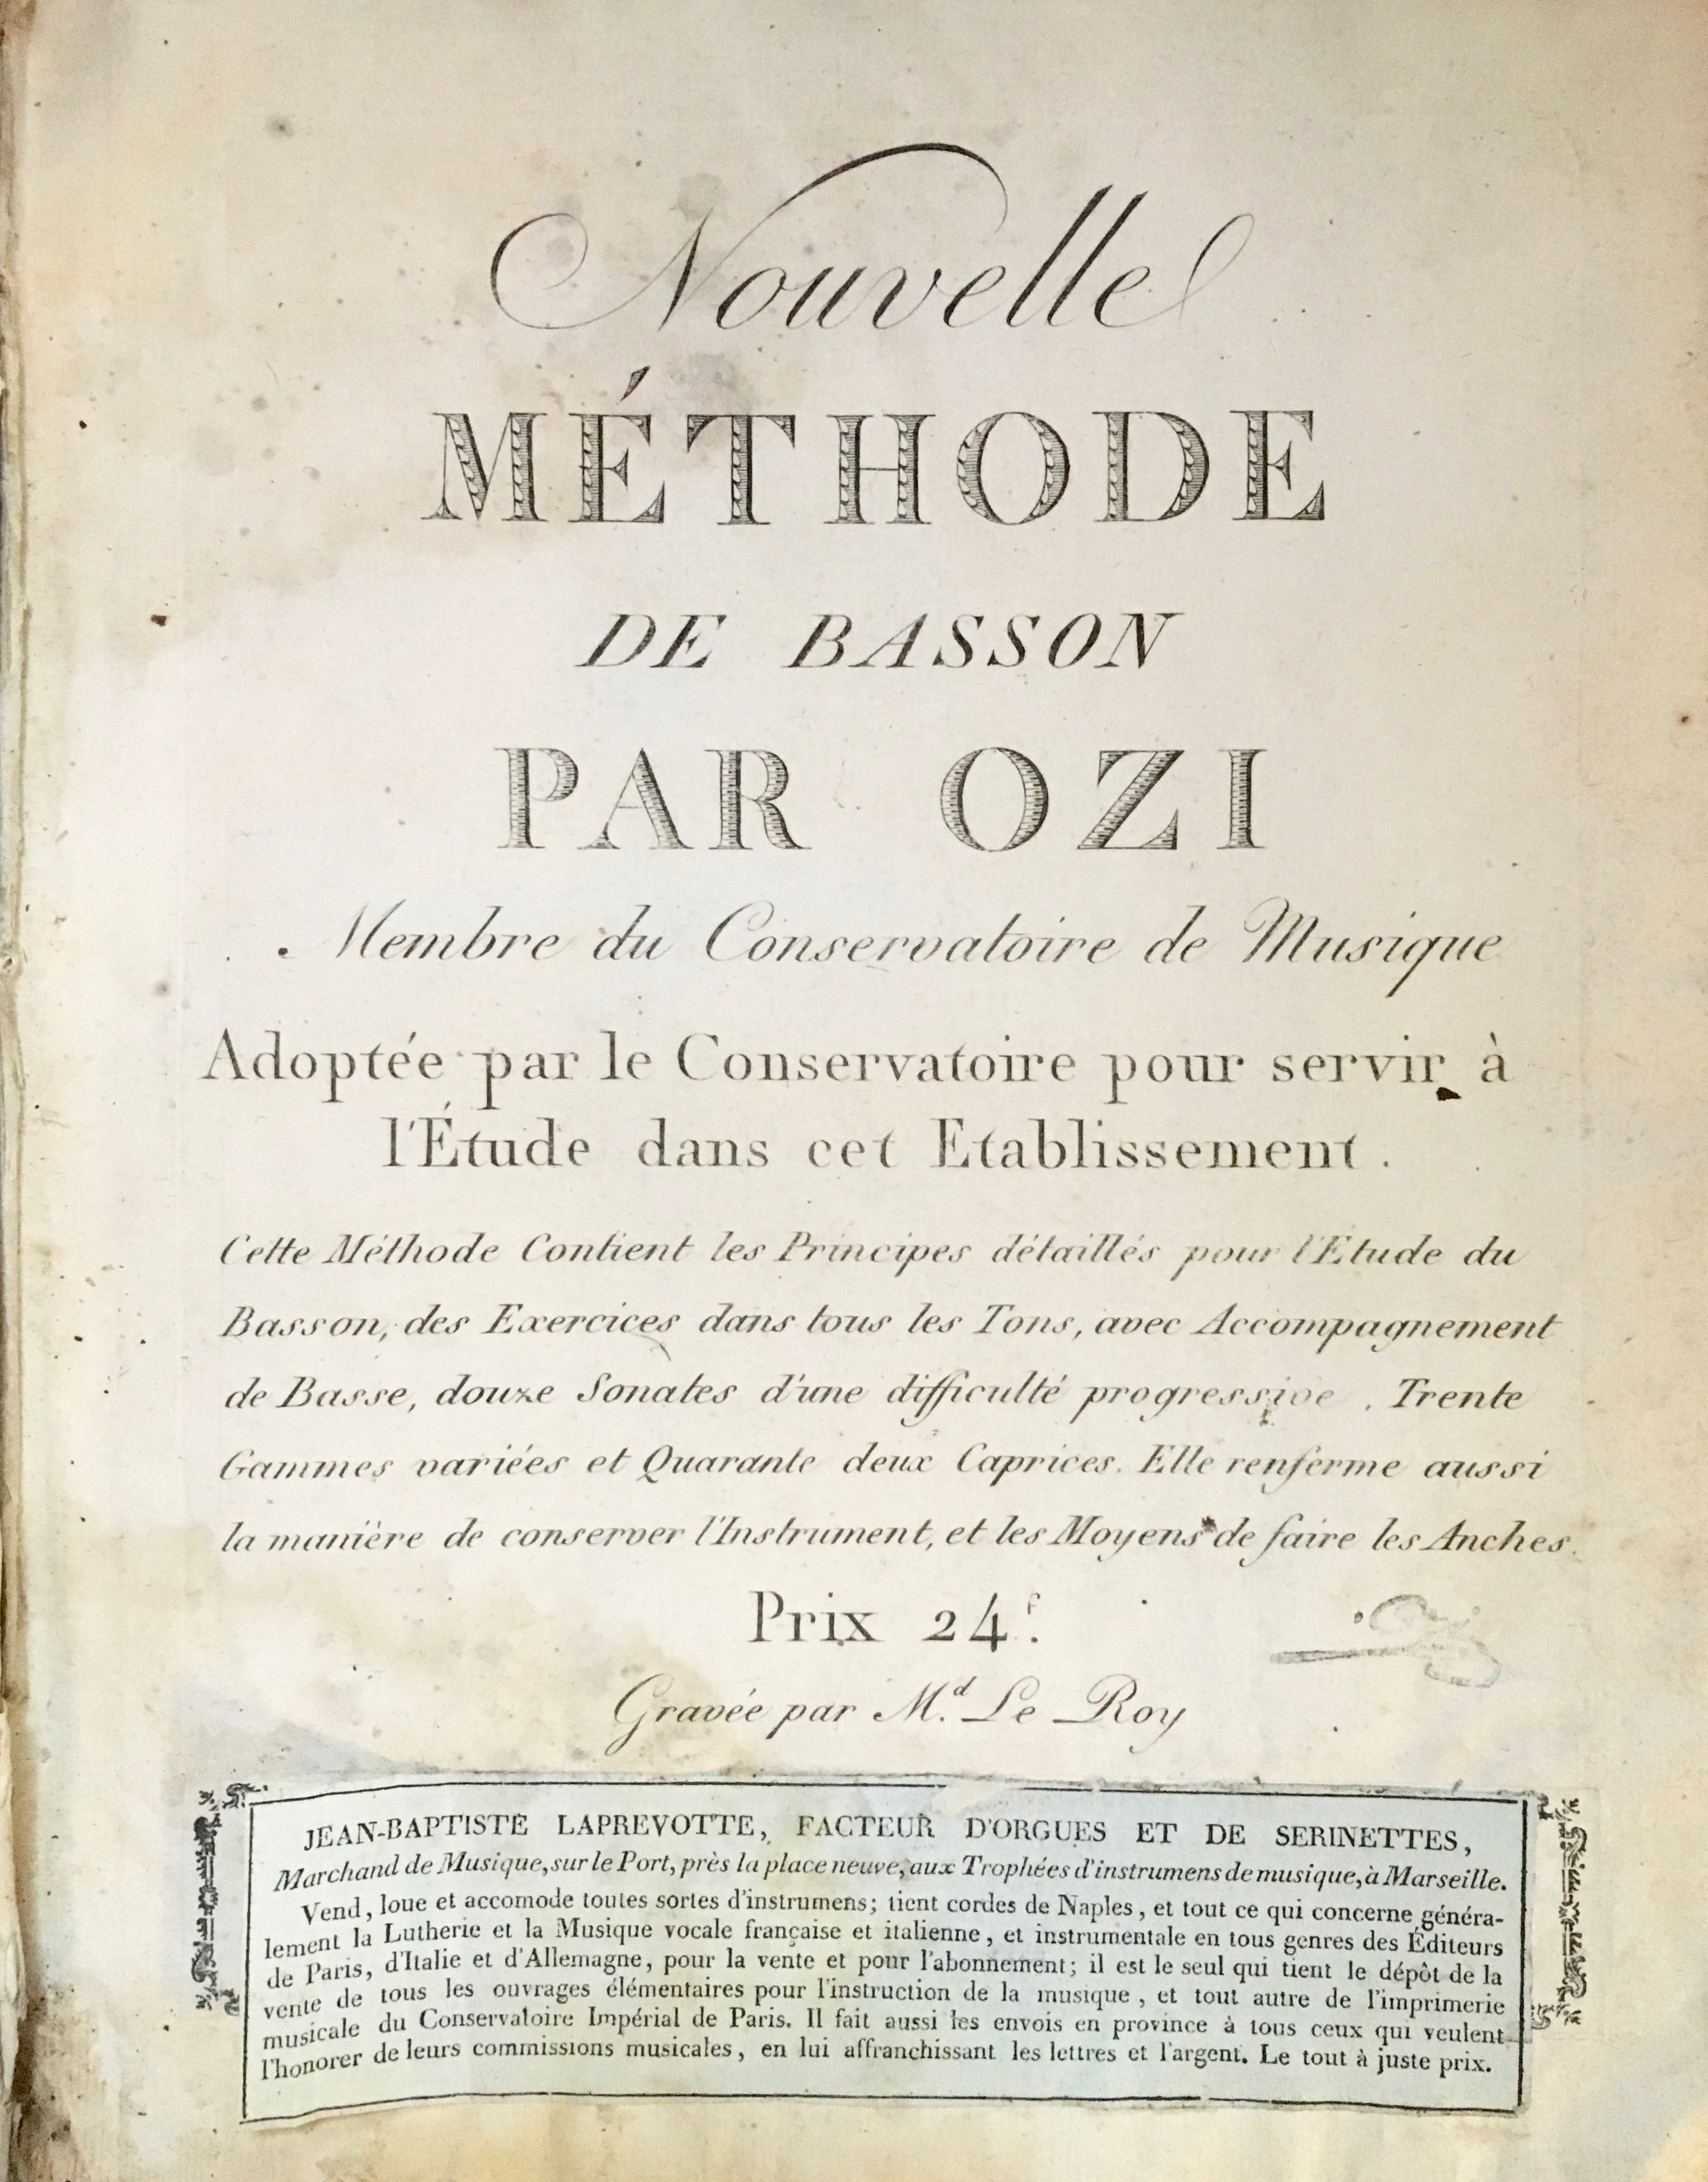 Nouvelle
MÉTHODE
DE BASSON
PAR OZI
Membre du Conservatoire de Musique
Adoptée par le Conservatoire pour servir à
l'Étude dans cet Etablissement.
Cette Méthode Contient les Principes détaillés pour l'Etude du
Basson, des Exercices dans tous les Tons, avec Accompagnement
de Basse, douze Sonates d'une difficulté progressive. Trente
Gammes variées et Quarante deux Caprices. Elle renferme aussi
la manière de conserver l'Instrument, et les Moyens de faire les Anches.
Prix 24f.
Gravée par M.d Le Roy
JEAN-BAPTISTE LAPREVOTTE, FACTEUR D'ORGUES ET DE SERINETTES,
Marchand de Musique, sur le Port, près la place neuve, aux Trophées d'instrumens de musique, à Marseille.
Vend, loue et accomode toutes sortes d'instrumens; tient cordes de Naples, et tout ce qui concerne généra-
lement la Lutherie et la Musique vocale française et italienne, et instrumentale en tous genres des Éditeurs
de Paris, d'Italie et d'Allemagne, pour la vente et pour l'abonnement; il est le seul qui tient le dépôt de la
vente de tous les ouvrages élémentaires pour l'instruction de la musique, et tout autre de l'imprimerie
musicale du Conservatoire Impérial de Paris. Il fait aussi les envois en province à tous ceux qui veulent
l'honorer de leurs commissions musicales, en lui affranchissant les lettres et l'argent. Le tout à juste prix.